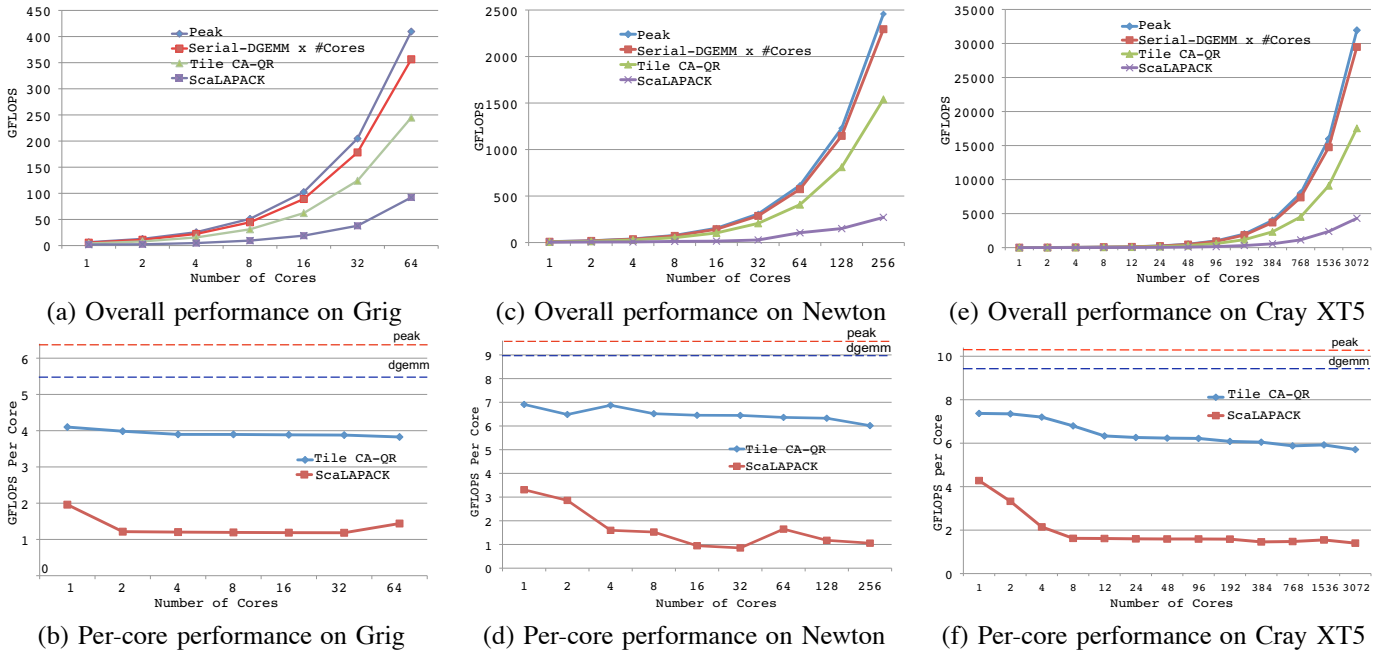 450
400
350
300
250
200
150
100
50
0
GFLOPS
Peak
Serial-DGEMM x #Cores
Tile CA-QR
ScaLAPACK
1 2 4 8 16 32 64
Number of Cores
(a) Overall performance on Grig
2500
2000
1500
1000
500
0
GFLOPS
Peak
Serial-DGEMM x #Cores
Tile CA-QR
ScaLAPACK
1 2 4 8 16 32 64 128 256
Number of Cores
(c) Overall performance on Newton
35000
30000
25000
20000
15000
10000
5000
0
GFLOPS
Peak
Serial-DGEMM x #Cores
Tile CA-QR
ScaLAPACK
1 2 4 8 12 24 48 96 192 384 768 1536 3072
Number of Cores
(e) Overall performance on Cray XT5
peak
dgemm
6
5
4
3
2
1
0
GFLOPS Per Core
Tile CA-QR
ScaLAPACK
1 2 4 8 16 32 64
Number of Cores
(b) Per-core performance on Grig
peak
dgemm
9
8
7
6
5
4
3
2
1
0
GFLOPS Per Core
Tile CA-QR
ScaLAPACK
1 2 4 8 16 32 64 128 256
Number of Cores
(d) Per-core performance on Newton
peak
dgemm
10
8
6
4
2
0
GFLOPS per Core
Tile CA-QR
ScaLAPACK
1 2 4 8 12 24 48 96 192 384 768 1536 3072
Number of Cores
(f) Per-core performance on Cray XT5